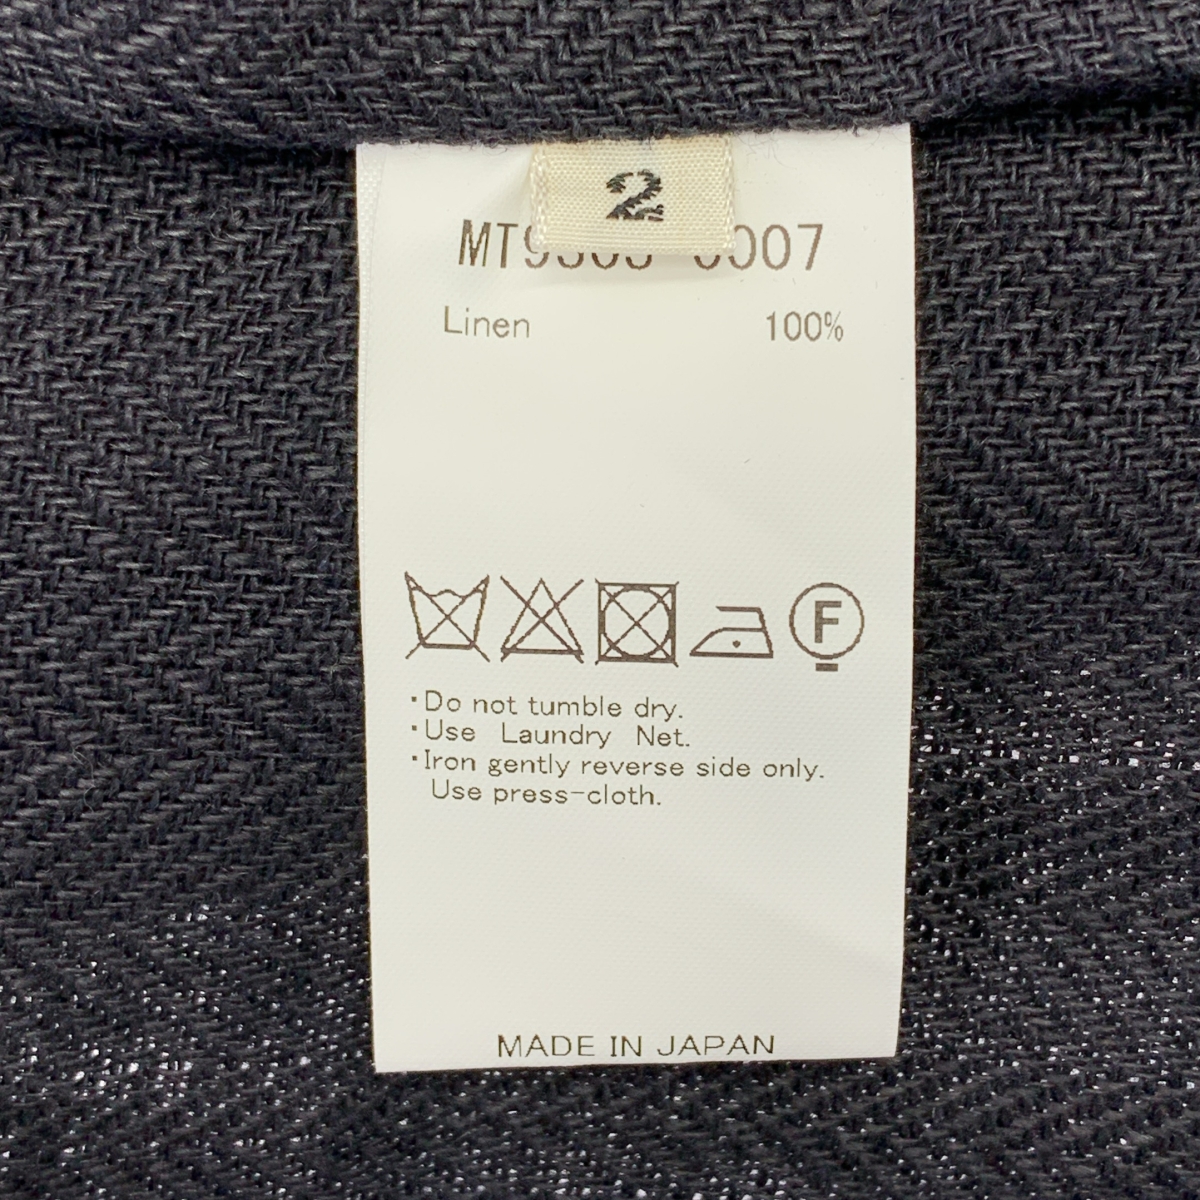 2
0007
Linen 100%
F
·Do not tumble dry.
·Use Laundry Net.
·Iron gently reverse side only.
Use press-cloth.
MADE IN JAPAN